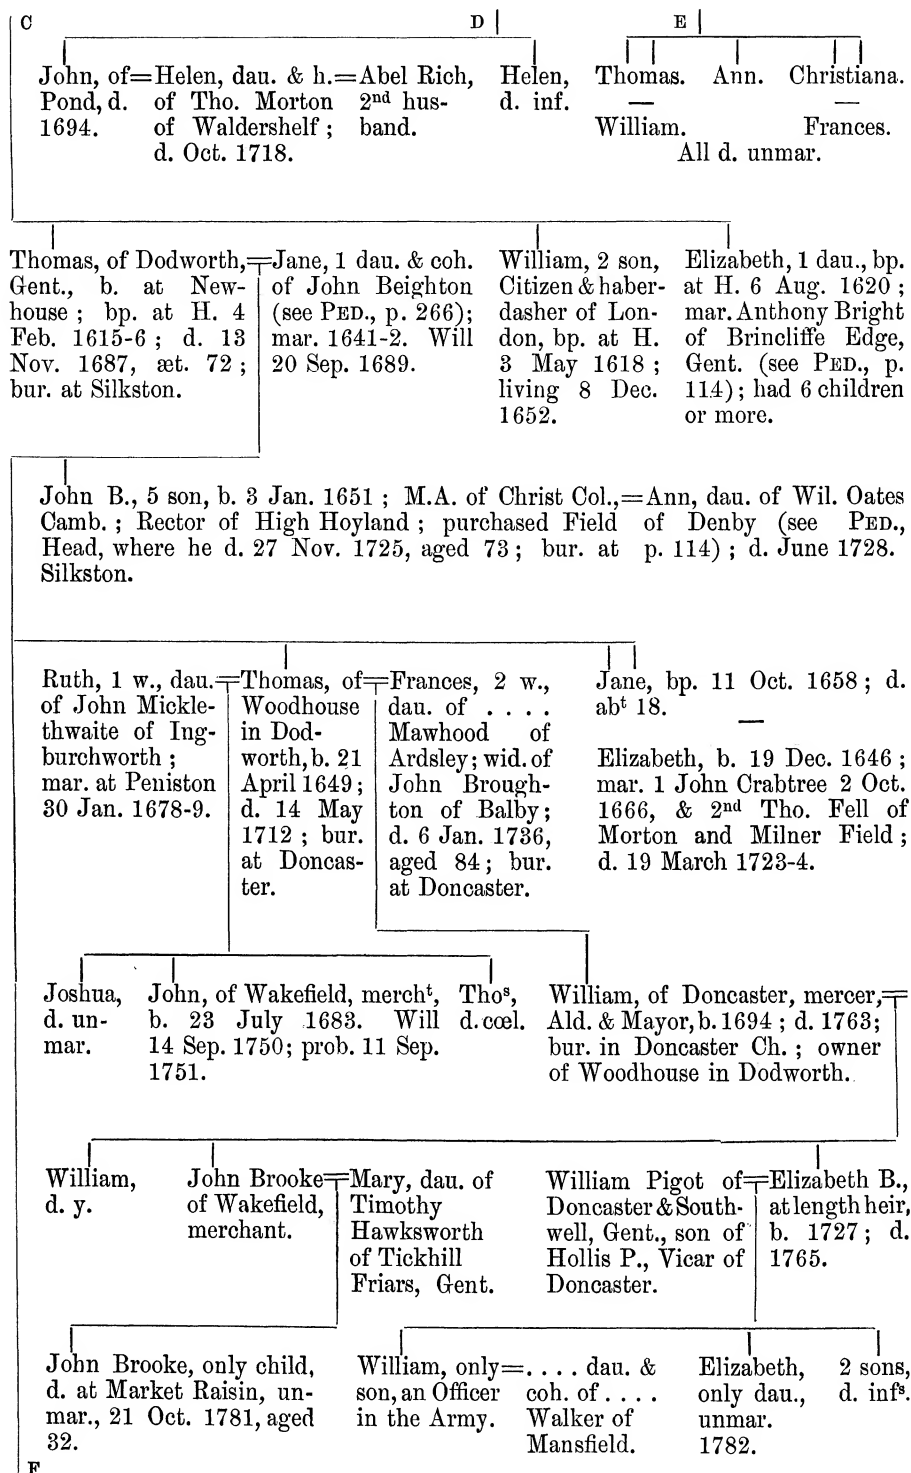 C
D
E
John, of=Helen, dau. & h.=Abel Rich,
Pond, d. of Tho. Morton 2nd hus-
1694. of Waldershelf ; band.
d. Oct. 1718.
Helen,
d. inf.
Thomas.
—
William.
Ann.
Christiana.
—
Frances.
All d. unmar.
Thomas, of Dodworth,
Gent., b. at New-
house ; bp. at H. 4
Feb. 1615-6 ; d. 13
Nov. 1687, æt. 72 ;
bur. at Silkston.
=Jane, 1 dau. & coh.
of John Beighton
(see PED., p. 266);
mar. 1641-2. Will
20 Sep. 1689.
William, 2 son,
Citizen & haber-
dasher of Lon-
don, bp. at H.
3 May 1618 ;
living 8 Dec.
1652.
Elizabeth, 1 dau., bp.
at H. 6 Aug. 1620 ;
mar. Anthony Bright
of Brincliffe Edge,
Gent. (see PED., p.
114) ; had 6 children
or more.
John B., 5 son, b. 3 Jan. 1651 ; M.A. of Christ Col.,
Camb. ; Rector of High Hoyland ; purchased Field
Head, where he d. 27 Nov. 1725, aged 73 ; bur. at
Silkston.
=Ann, dau. of Wil. Oates
of Denby (see PED.,
p. 114) ; d. June 1728.
Ruth, 1 w., dau.
of John Mickle-
thwaite of Ing-
burchworth ;
mar. at Peniston
30 Jan. 1678-9.
=Thomas, of
Woodhouse
in Dod-
worth, b. 21
April 1649 ;
d. 14 May
1712 ; bur.
at Doncas-
ter.
=Frances, 2 w.,
dau. of . . . .
Mawhood of
Ardsley; wid. of
John Brough-
ton of Balby;
d. 6 Jan. 1736,
aged 84 ; bur.
at Doncaster.
Jane, bp. 11 Oct. 1658 ; d.
abt 18.
—
Elizabeth, b. 19 Dec. 1646 ;
mar. 1 John Crabtree 2 Oct.
1666, & 2nd Tho. Fell of
Morton and Milner Field ;
d. 19 March 1723-4.
Joshua,
d. un-
mar.
John, of Wakefield, mercht,
b. 23 July 1683. Will
14 Sep. 1750; prob. 11 Sep.
1751.
Thos,
d. cœl.
William, of Doncaster, mercer,=
Ald. & Mayor, b. 1694 ; d. 1763;
bur. in Doncaster Ch. ; owner
of Woodhouse in Dodworth.
William,
d. y.
John Brooke
of Wakefield,
merchant.
=Mary, dau. of
Timothy
Hawksworth
of Tickhill
Friars, Gent.
William Pigot of
Doncaster & South-
well, Gent., son of
Hollis P., Vicar of
Doncaster.
=Elizabeth B.,
at length heir,
b. 1727 ; d.
1765.
John Brooke, only child,
d. at Market Raisin, un-
mar., 21 Oct. 1781, aged
32.
William, only
son, an Officer
in the Army.
=. . . . dau. &
coh. of . . . .
Walker of
Mansfield.
Elizabeth,
only dau.,
unmar.
1782.
2 sons,
d. infs.
F